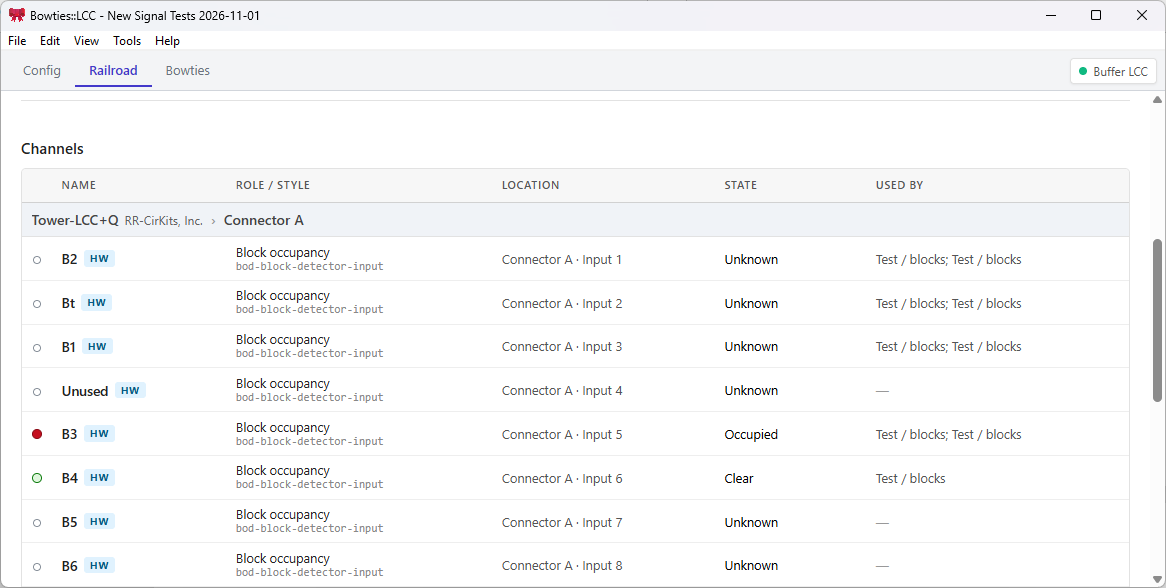 Bowties::LCC - New Signal Tests 2026-11-01
File Edit View Tools Help
Config Railroad Bowties Buffer LCC
Channels
NAME ROLE / STYLE LOCATION STATE USED BY
Tower-LCC+Q RR-CirKits, Inc. › Connector A
B2 HW Block occupancy Connector A · Input 1 Unknown Test / blocks; Test / blocks
bod-block-detector-input
Bt HW Block occupancy Connector A · Input 2 Unknown Test / blocks; Test / blocks
bod-block-detector-input
B1 HW Block occupancy Connector A · Input 3 Unknown Test / blocks; Test / blocks
bod-block-detector-input
Unused HW Block occupancy Connector A · Input 4 Unknown —
bod-block-detector-input
B3 HW Block occupancy Connector A · Input 5 Occupied Test / blocks; Test / blocks
bod-block-detector-input
B4 HW Block occupancy Connector A · Input 6 Clear Test / blocks
bod-block-detector-input
B5 HW Block occupancy Connector A · Input 7 Unknown —
bod-block-detector-input
B6 HW Block occupancy Connector A · Input 8 Unknown —
bod-block-detector-input